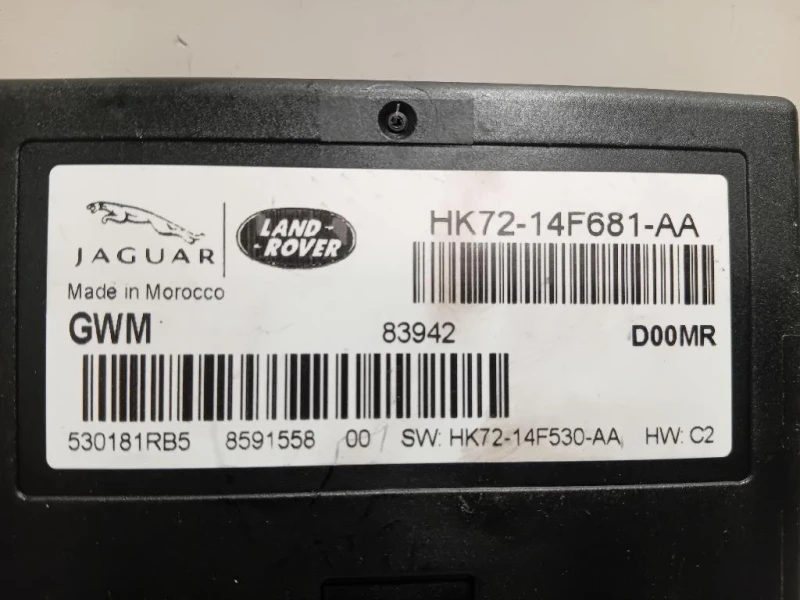 JAGUAR
LAND-
-ROVER
HK72-14F681-AA
Made in Morocco
GWM 83942 D00MR
530181RB5 8591558 00 SW: HK72-14F530-AA HW: C2